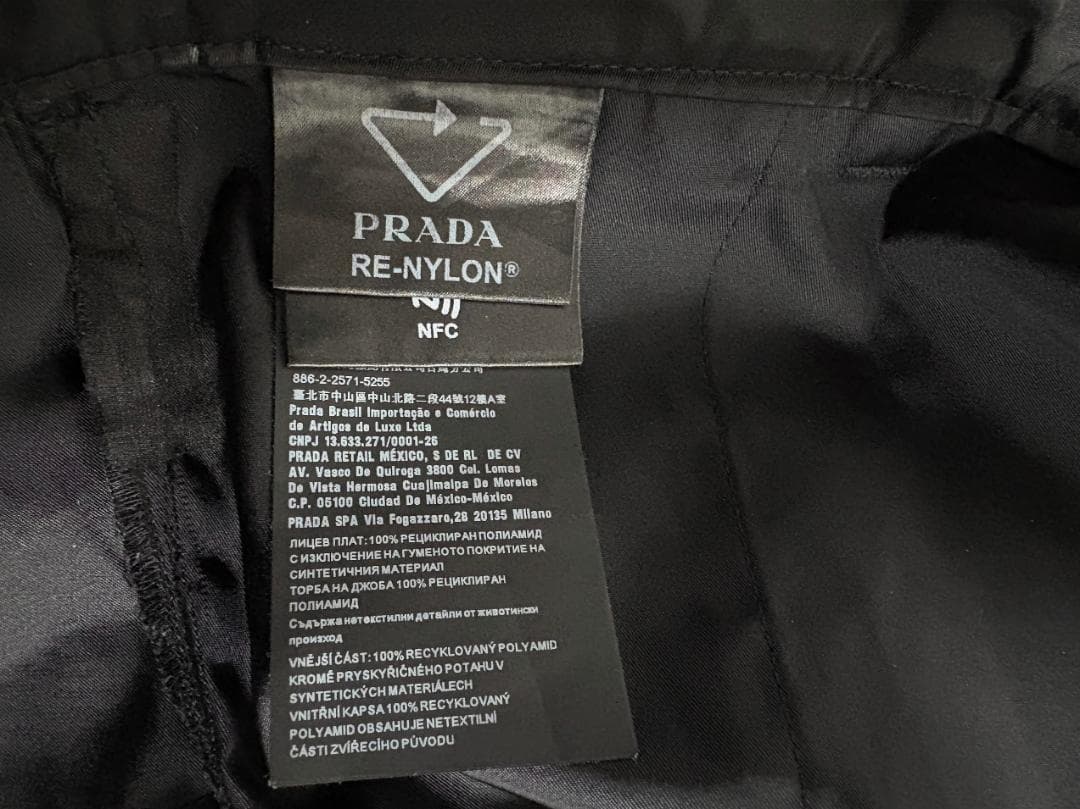 PRADA
RE-NYLON®
NFC
886-2-2571-5255
臺北市中山區中山北路二段44號12樓A室
Prada Brasil Importação e Comércio
de Artigos de Luxo Ltda
CNPJ 13.633.271/0001-26
PRADA RETAIL MÉXICO, S DE RL DE CV
AV. Vasco De Quiroga 3800 Col. Lomas
De Vista Hermosa Cuajimalpa De Morelos
C.P. 05100 Ciudad De México-México
PRADA SPA Via Fogazzaro,28 20135 Milano
ЛИЦЕВ ПЛАТ: 100% РЕЦИКЛИРАН ПОЛИАМИД
С ИЗКЛЮЧЕНИЕ НА ГУМЕНОТО ПОКРИТИЕ НА
СИНТЕТИЧНИЯ МАТЕРИАЛ
ТОРБА НА ДЖОБА 100% РЕЦИКЛИРАН
ПОЛИАМИД
Съдържа нетекстилни детайли от животински
произход
VNĚJŠÍ ČÁST: 100% RECYKLOVANÝ POLYAMID
KROMĚ PRYSKYŘIČNÉHO POTAHU V
SYNTETICKÝCH MATERIÁLECH
VNITŘNÍ KAPSA 100% RECYKLOVANÝ
POLYAMID OBSAHUJE NETEXTILNÍ
ČÁSTI ZVÍŘECÍHO PŮVODU